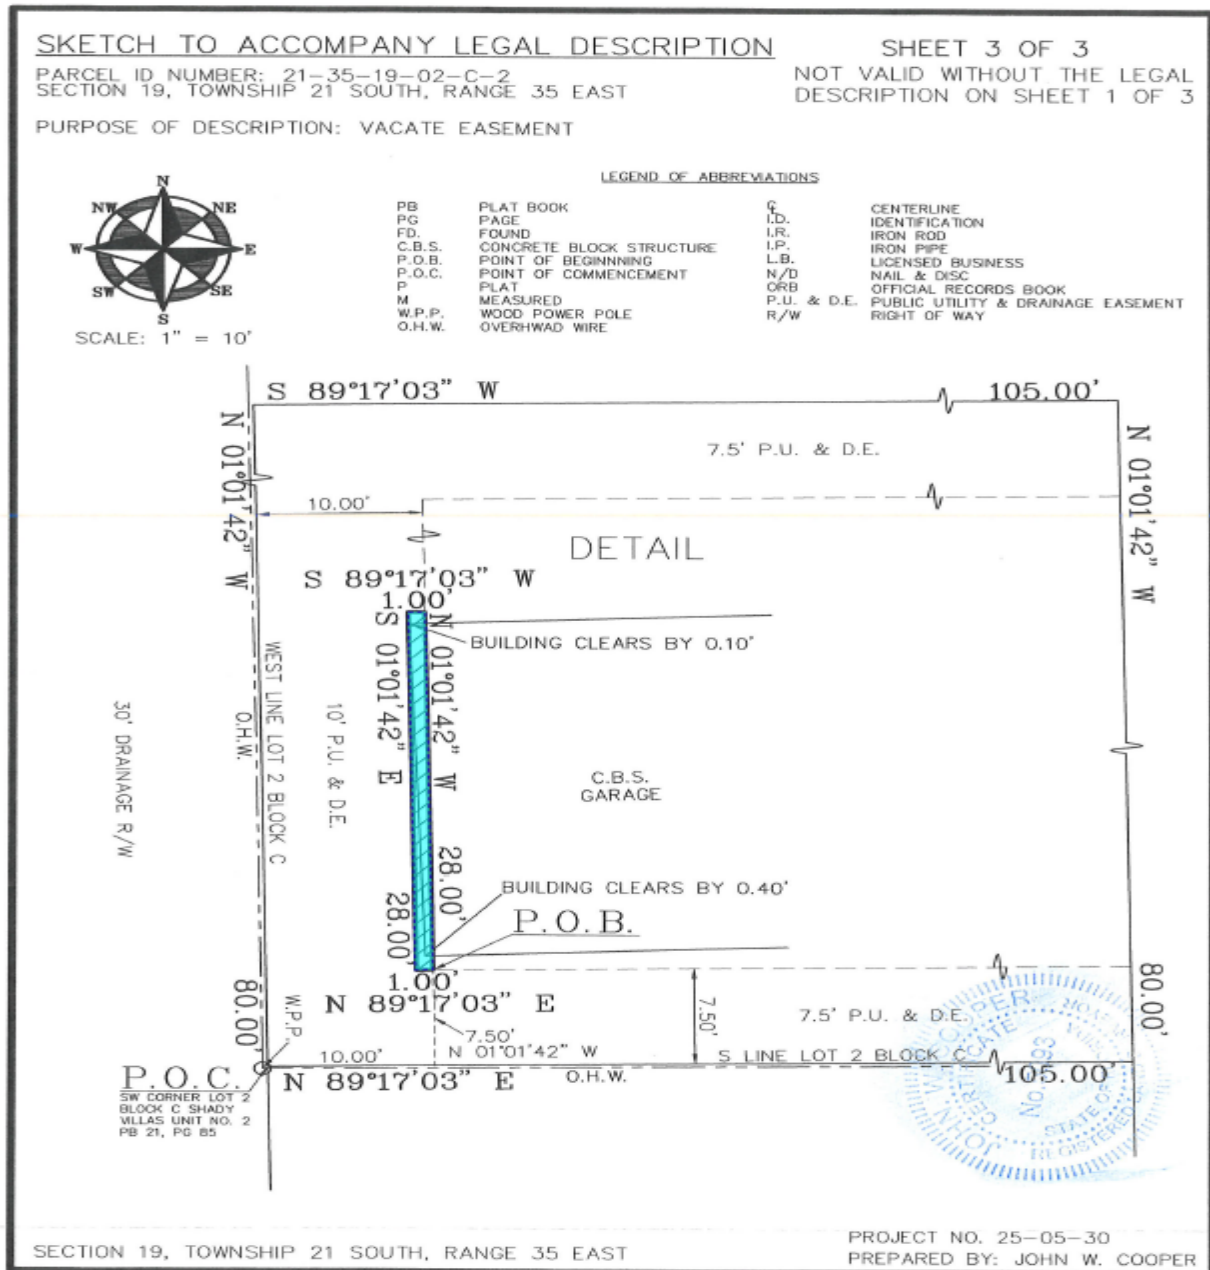 SKETCH TO ACCOMPANY LEGAL DESCRIPTION
SHEET 3 OF 3
PARCEL ID NUMBER: 21-35-19-02-C-2
SECTION 19, TOWNSHIP 21 SOUTH, RANGE 35 EAST
NOT VALID WITHOUT THE LEGAL
DESCRIPTION ON SHEET 1 OF 3
PURPOSE OF DESCRIPTION: VACATE EASEMENT
N
NE
E
SE
S
SW
W
NW
SCALE: 1" = 10'
LEGEND OF ABBREVIATIONS
PB PLAT BOOK
PG PAGE
FD. FOUND
C.B.S. CONCRETE BLOCK STRUCTURE
P.O.B. POINT OF BEGINNNING
P.O.C. POINT OF COMMENCEMENT
P PLAT
M MEASURED
W.P.P. WOOD POWER POLE
O.H.W. OVERHWAD WIRE
℄ CENTERLINE
I.D. IDENTIFICATION
I.R. IRON ROD
I.P. IRON PIPE
L.B. LICENSED BUSINESS
N/D NAIL & DISC
ORB OFFICIAL RECORDS BOOK
P.U. & D.E. PUBLIC UTILITY & DRAINAGE EASEMENT
R/W RIGHT OF WAY
S 89°17'03" W
105.00'
N 01°01'42" W
7.5' P.U. & D.E.
N 01°01'42" W
10.00'
DETAIL
S 89°17'03" W
1.00'
BUILDING CLEARS BY 0.10'
S 01°01'42" E
N 01°01'42" W
WEST LINE LOT 2 BLOCK C
O.H.W.
30' DRAINAGE R/W
10' P.U. & D.E.
C.B.S.
GARAGE
28.00'
28.00'
BUILDING CLEARS BY 0.40'
P.O.B.
1.00'
N 89°17'03" E
7.50'
7.50'
7.5' P.U. & D.E.
80.00'
80.00'
W.P.P.
10.00'
N 01°01'42" W
S LINE LOT 2 BLOCK C
P.O.C.
N 89°17'03" E
O.H.W.
105.00'
SW CORNER LOT 2
BLOCK C SHADY
VILLAS UNIT NO. 2
PB 21, PG 85
JOHN W. COOPER
CERTIFICATE
STATE OF
REGISTERED
SECTION 19, TOWNSHIP 21 SOUTH, RANGE 35 EAST
PROJECT NO. 25-05-30
PREPARED BY: JOHN W. COOPER